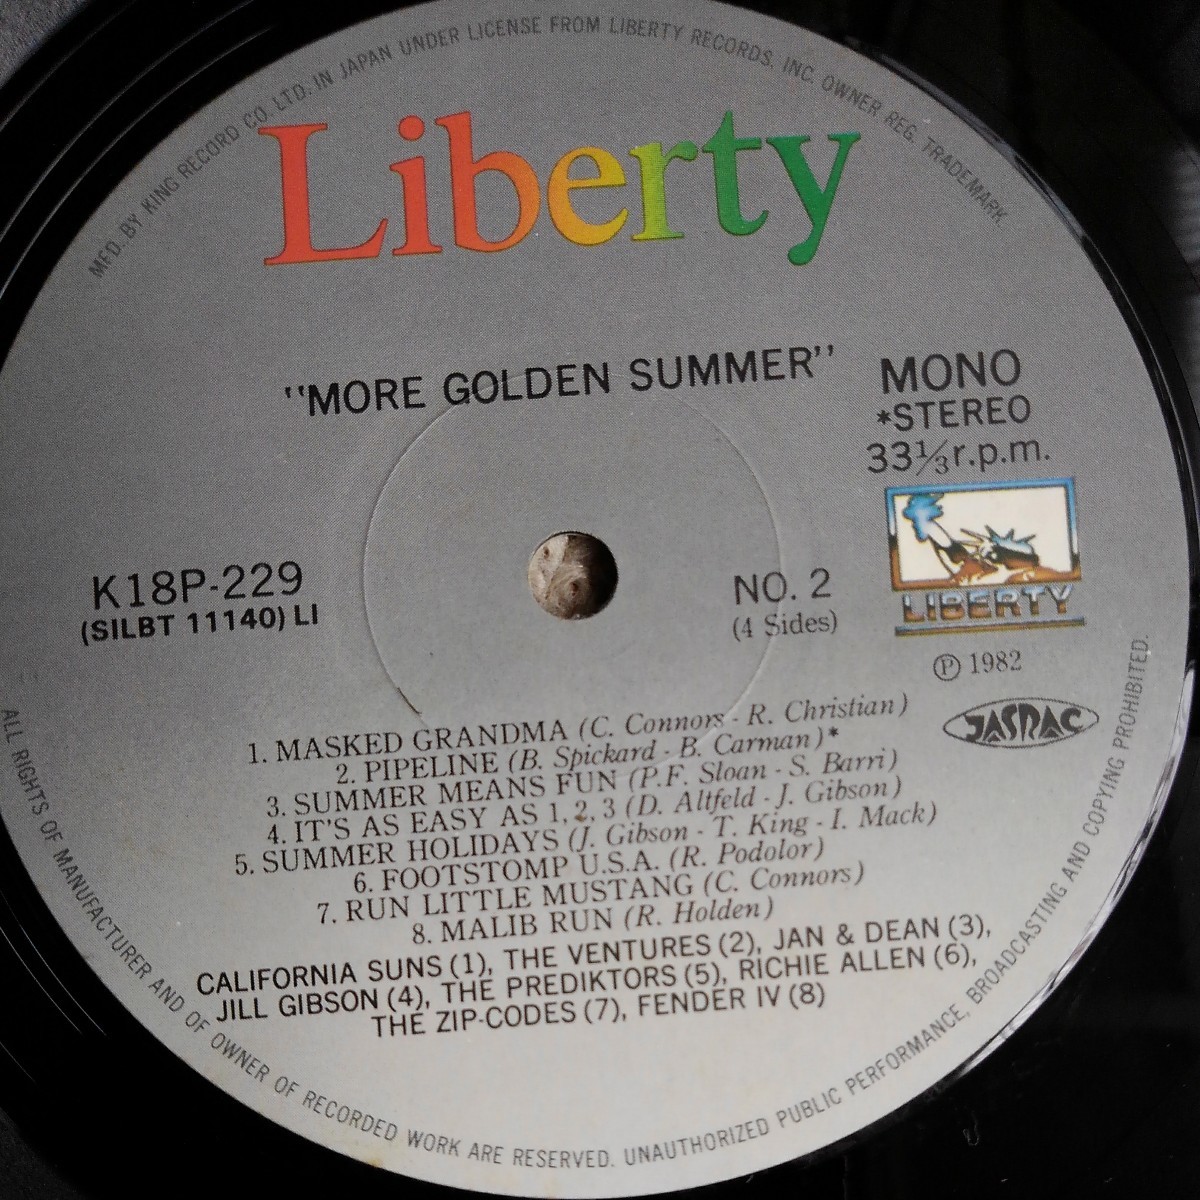 MFD. BY KING RECORD CO. LTD. IN JAPAN UNDER LICENSE FROM LIBERTY RECORDS, INC. OWNER REG. TRADEMARK.
Liberty
"MORE GOLDEN SUMMER"
MONO
*STEREO
33⅓r.p.m.
LIBERTY
K18P-229
(SILBT 11140) LI
NO. 2
(4 Sides)
Ⓟ 1982
JASRAC
1. MASKED GRANDMA (C. Connors - R. Christian)
2. PIPELINE (B. Spickard - B. Carman)*
3. SUMMER MEANS FUN (P.F. Sloan - S. Barri)
4. IT'S AS EASY AS 1, 2, 3 (D. Altfeld - J. Gibson)
5. SUMMER HOLIDAYS (J. Gibson - T. King - I. Mack)
6. FOOTSTOMP U.S.A. (R. Podolor)
7. RUN LITTLE MUSTANG (C. Connors)
8. MALIB RUN (R. Holden)
CALIFORNIA SUNS (1), THE VENTURES (2), JAN & DEAN (3),
JILL GIBSON (4), THE PREDIKTORS (5), RICHIE ALLEN (6),
THE ZIP-CODES (7), FENDER IV (8)
ALL RIGHTS OF MANUFACTURER AND OF OWNER OF RECORDED WORK ARE RESERVED. UNAUTHORIZED PUBLIC PERFORMANCE, BROADCASTING AND COPYING PROHIBITED.